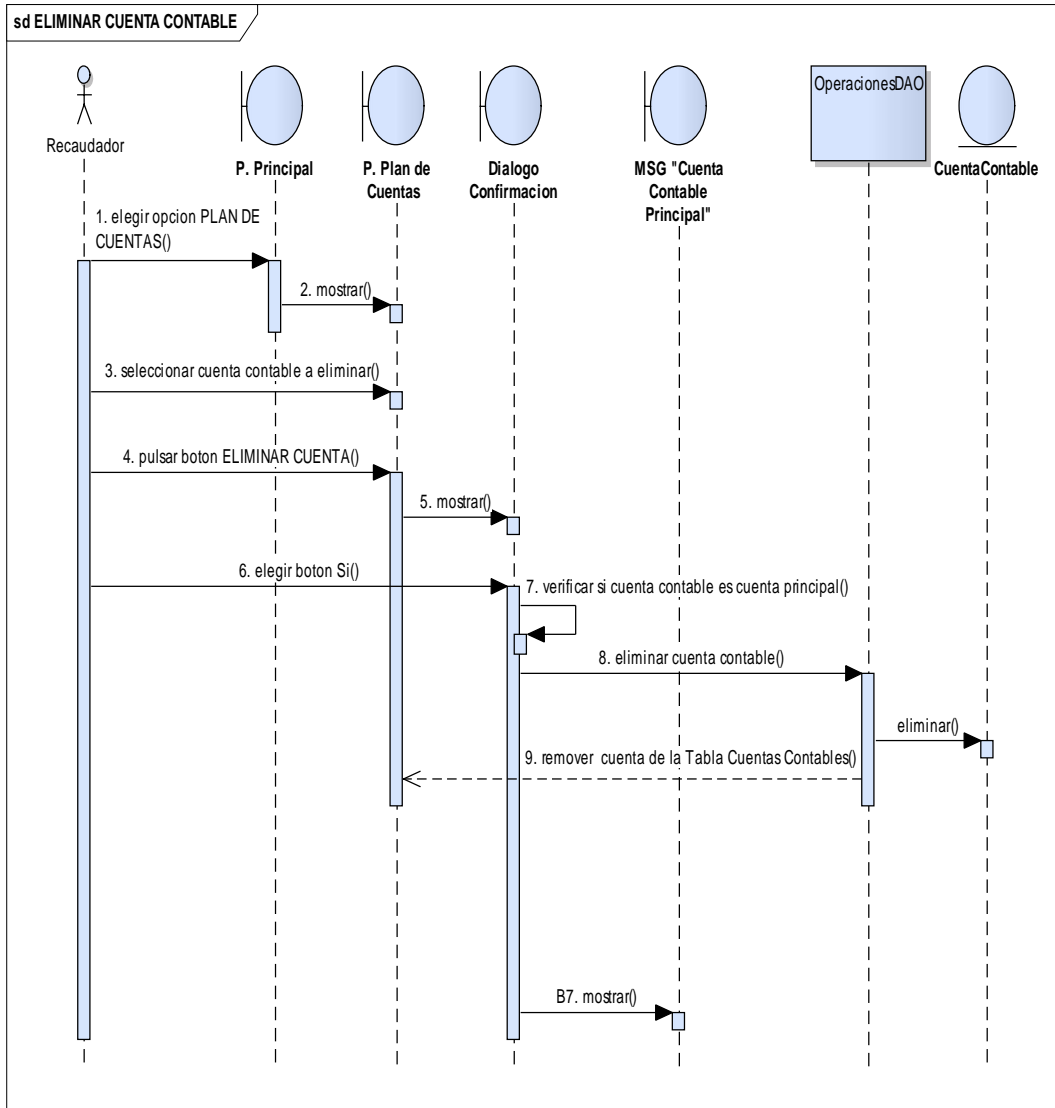 sd ELIMINAR CUENTA CONTABLE
Recaudador
P. Principal
P. Plan de
Cuentas
Dialogo
Confirmacion
MSG "Cuenta
Contable
Principal"
OperacionesDAO
CuentaContable
1. elegir opcion PLAN DE
CUENTAS()
2. mostrar()
3. seleccionar cuenta contable a eliminar()
4. pulsar boton ELIMINAR CUENTA()
5. mostrar()
6. elegir boton Si()
7. verificar si cuenta contable es cuenta principal()
8. eliminar cuenta contable()
eliminar()
9. remover cuenta de la Tabla Cuentas Contables()
B7. mostrar()